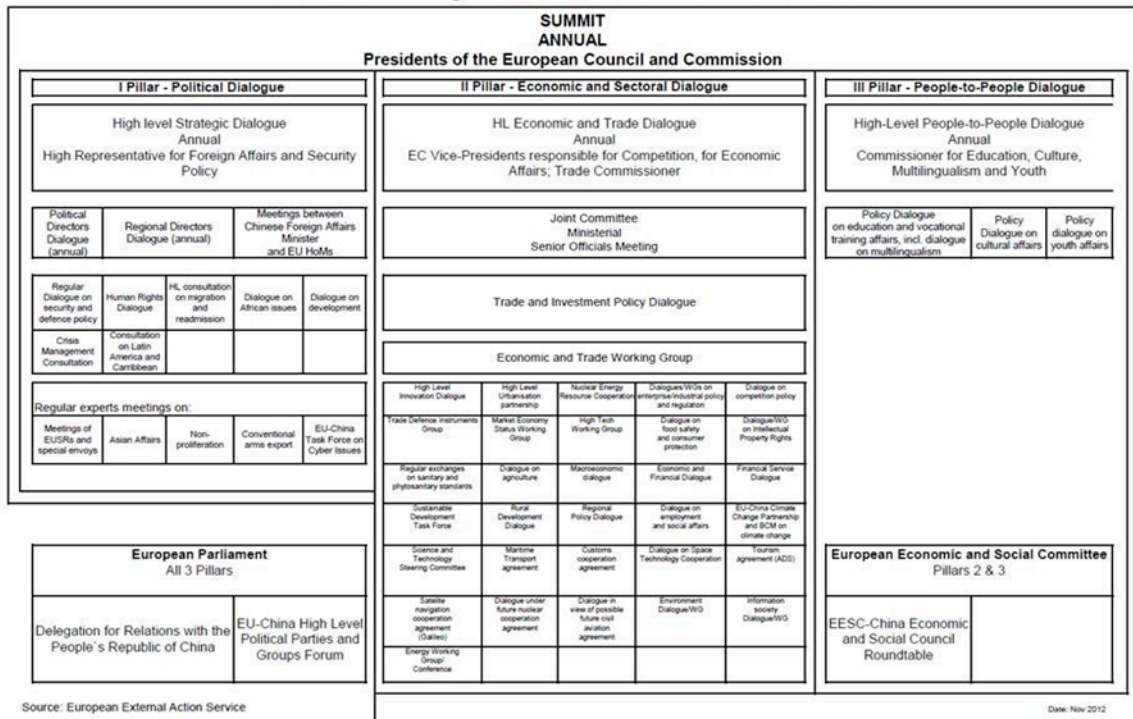 SUMMIT
ANNUAL
Presidents of the European Council and Commission
I Pillar - Political Dialogue
High level Strategic Dialogue
Annual
High Representative for Foreign Affairs and Security
Policy
Political
Directors
Dialogue
(annual)
Regional Directors
Dialogue (annual)
Meetings between
Chinese Foreign Affairs
Minister
and EU HoMs
Regular
Dialogue on
security and
defence policy
Human Rights
Dialogue
HL consultation
on migration
and
readmission
Dialogue on
African issues
Dialogue on
development
Crisis
Management
Consultation
Consultation
on Latin
America and
Carribbean
Regular experts meetings on:
Meetings of
EUSRs and
special envoys
Asian Affairs
Non-
proliferation
Conventional
arms export
EU-China
Task Force on
Cyber Issues
II Pillar - Economic and Sectoral Dialogue
HL Economic and Trade Dialogue
Annual
EC Vice-Presidents responsible for Competition, for Economic
Affairs; Trade Commissioner
Joint Committee
Ministerial
Senior Officials Meeting
Trade and Investment Policy Dialogue
Economic and Trade Working Group
High Level
Innovation Dialogue
High Level
Urbanisation
partnership
Nuclear Energy
Resource Cooperation
Dialogues/WGs on
enterprise/industrial policy
and regulation
Dialogue on
competition policy
Trade Defence Instruments
Group
Market Economy
Status Working
Group
High Tech
Working Group
Dialogue on
food safety
and consumer
protection
Dialogue/WG
on Intellectual
Property Rights
Regular exchanges
on sanitary and
phytosanitary standards
Dialogue on
agriculture
Macroeconomic
dialogue
Economic and
Financial Dialogue
Financial Service
Dialogue
Sustainable
Development
Task Force
Rural
Development
Dialogue
Regional
Policy Dialogue
Dialogue on
employment
and social affairs
EU-China Climate
Change Partnership
and BCM on
climate change
Science and
Technology
Steering Committee
Maritime
Transport
agreement
Customs
cooperation
agreement
Dialogue on Space
Technology Cooperation
Tourism
agreement (ADS)
Satelite
navigation
cooperation
agreement
(Galileo)
Dialogue under
future nuclear
cooperation
agreement
Dialogue in
view of possible
future civil
aviation
agreement
Environment
Dialogue/WG
Information
society
Dialogue/WG
Energy Working
Group/
Conference
III Pillar - People-to-People Dialogue
High-Level People-to-People Dialogue
Annual
Commissioner for Education, Culture,
Multilingualism and Youth
Policy Dialogue
on education and vocational
training affairs, incl. dialogue
on multilingualism
Policy
Dialogue on
cultural affairs
Policy
dialogue on
youth affairs
European Parliament
All 3 Pillars
Delegation for Relations with the
People´s Republic of China
EU-China High Level
Political Parties and
Groups Forum
European Economic and Social Committee
Pillars 2 & 3
EESC-China Economic
and Social Council
Roundtable
Source: European External Action Service
Date: Nov 2012